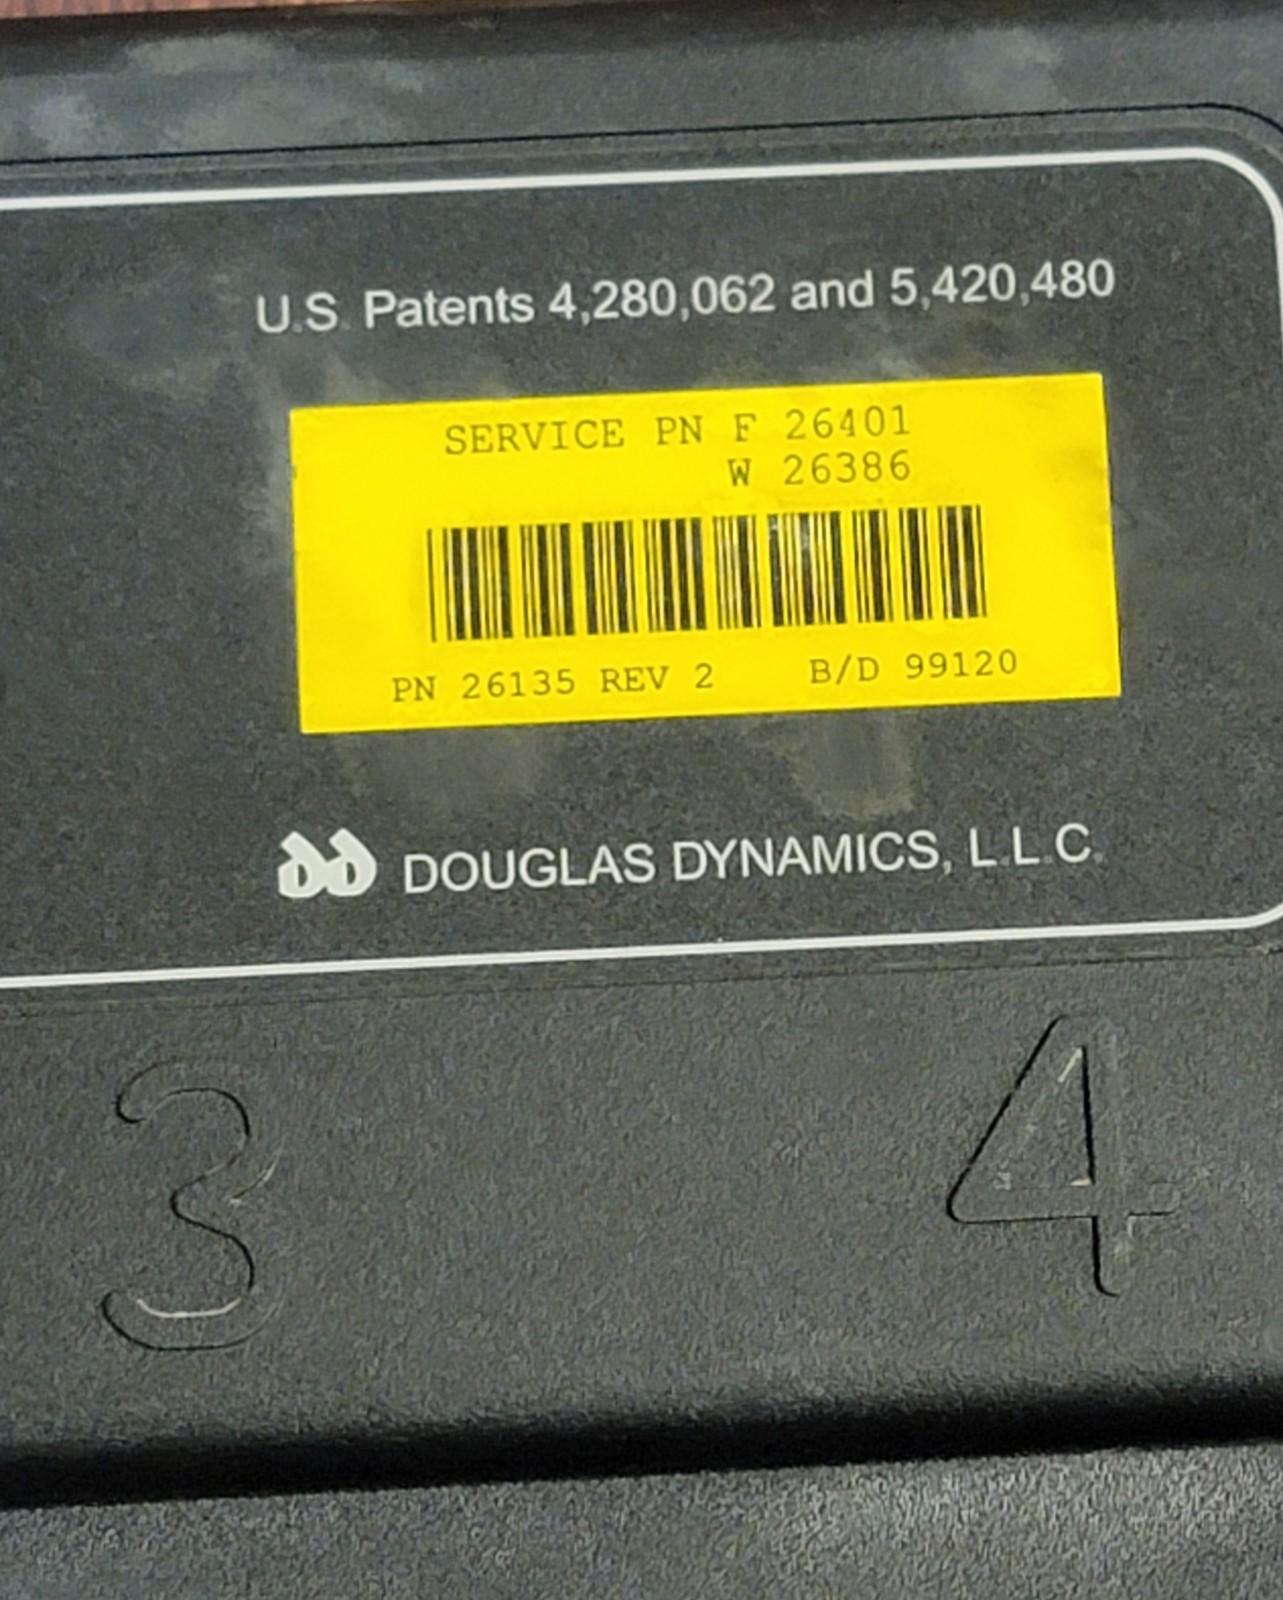 U.S. Patents 4,280,062 and 5,420,480
SERVICE PN F 26401
W 26386
PN 26135 REV 2 B/D 99120
DOUGLAS DYNAMICS, L.L.C.
3 4